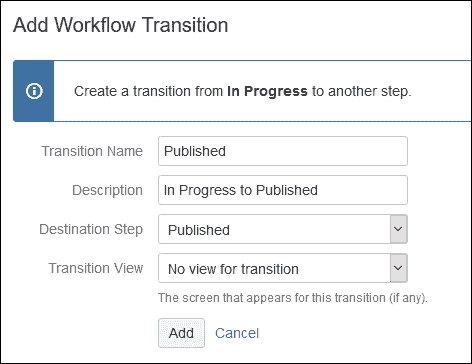 Add Workflow Transition
Create a transition from In Progress to another step.
Transition Name Published
Description In Progress to Published
Destination Step Published
Transition View No view for transition
The screen that appears for this transition (if any).
Add Cancel